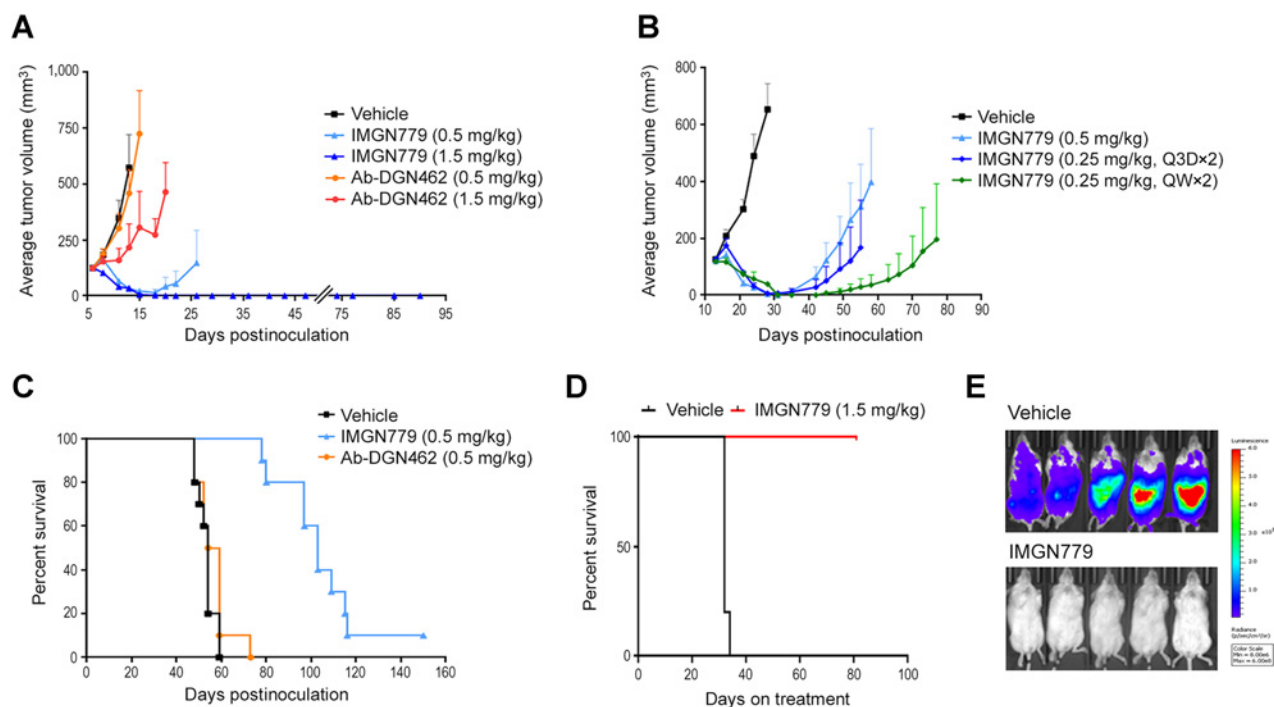 A
Average tumor volume (mm³)
1,000
750
500
250
0
5
15
25
35
45
75
85
95
Days postinoculation
Vehicle
IMGN779 (0.5 mg/kg)
IMGN779 (1.5 mg/kg)
Ab-DGN462 (0.5 mg/kg)
Ab-DGN462 (1.5 mg/kg)
B
Average tumor volume (mm³)
800
600
400
200
0
10
20
30
40
50
60
70
80
90
Days postinoculation
Vehicle
IMGN779 (0.5 mg/kg)
IMGN779 (0.25 mg/kg, Q3D×2)
IMGN779 (0.25 mg/kg, QW×2)
C
Vehicle
IMGN779 (0.5 mg/kg)
Ab-DGN462 (0.5 mg/kg)
Percent survival
100
80
60
40
20
0
0
20
40
60
80
100
120
140
160
Days postinoculation
D
Vehicle
IMGN779 (1.5 mg/kg)
Percent survival
100
50
0
0
20
40
60
80
100
Days on treatment
E
Vehicle
IMGN779
Luminescence
Radiance
Color Scale